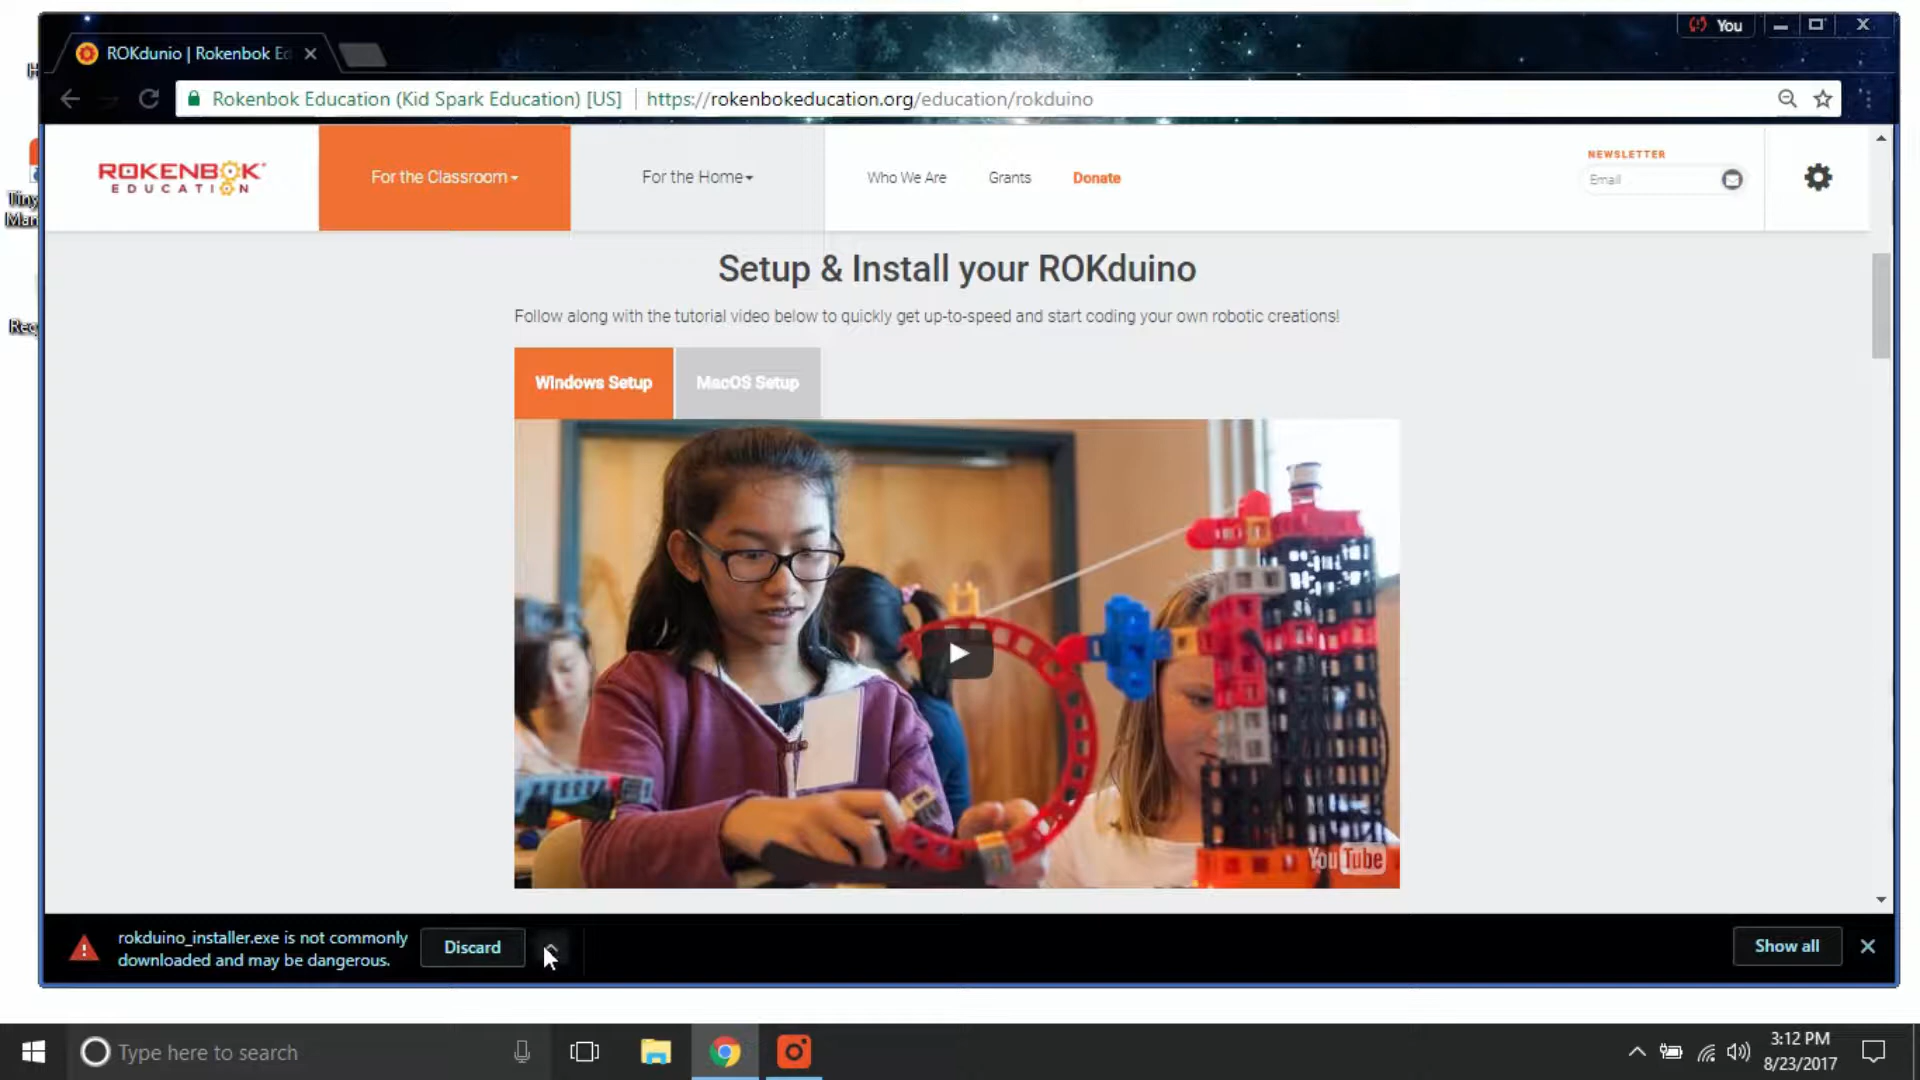 You
ROKdunio | Rokenbok Ed
Rokenbok Education (Kid Spark Education) [US]
https://rokenbokeducation.org/education/rokduino
ROKENBOK
EDUCATION
For the Classroom
For the Home
Who We Are
Grants
Donate
NEWSLETTER
Email
Setup & Install your ROKduino
Follow along with the tutorial video below to quickly get up-to-speed and start coding your own robotic creations!
WIndows Setup
MacOS Setup
YouTube
Tiny
Man
Rec
rokduino_installer.exe is not commonly
downloaded and may be dangerous.
Discard
Show all
Type here to search
3:12 PM
8/23/2017